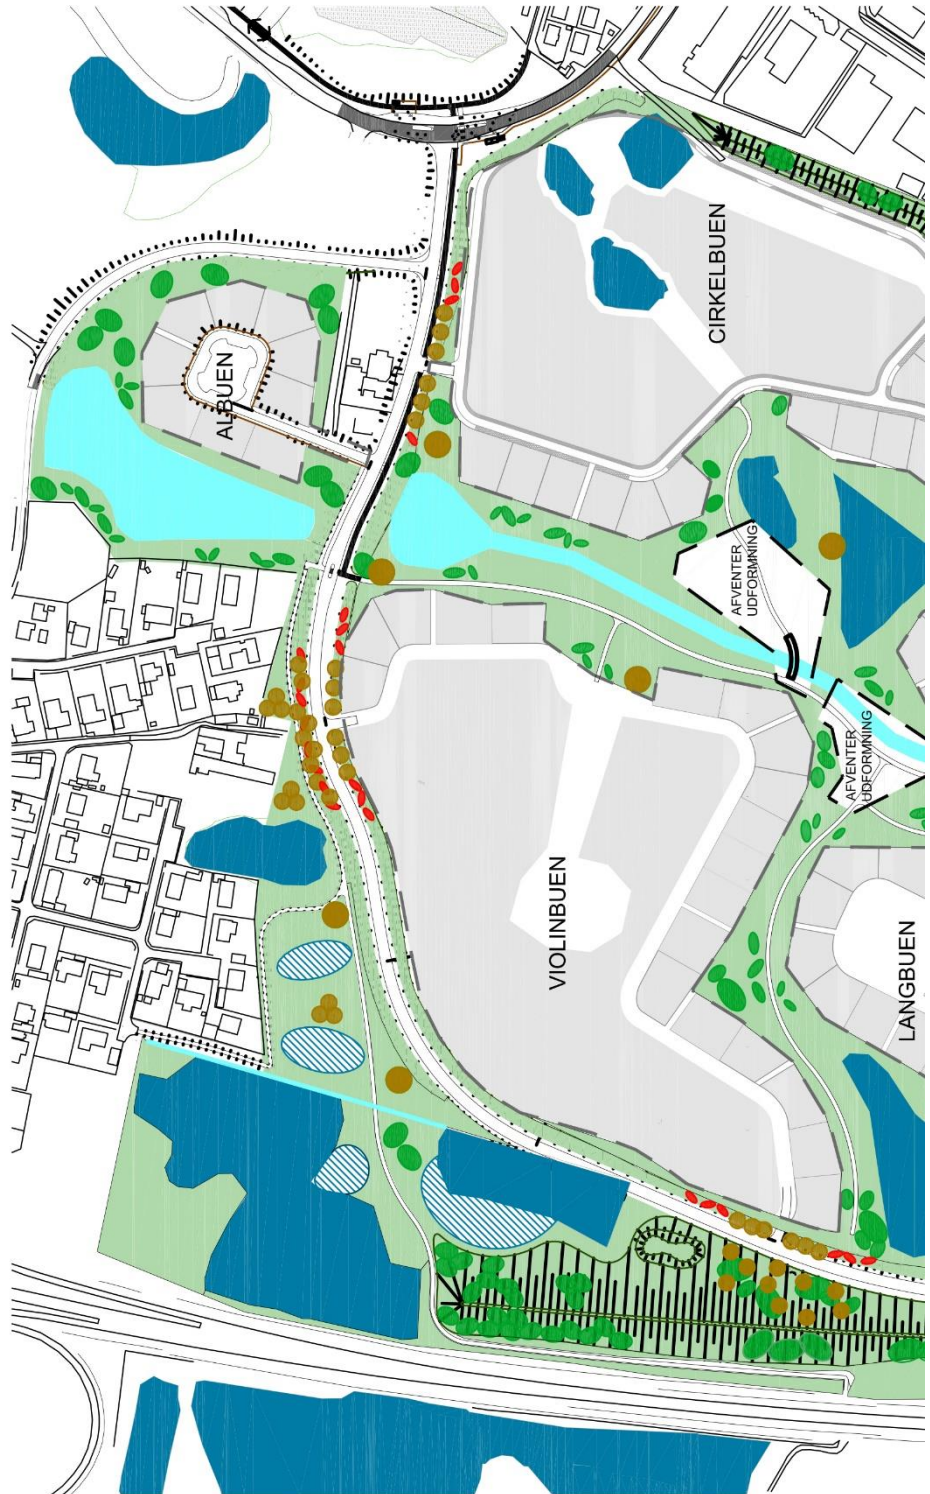 ALBUEN
CIRKELBUEN
AFVENTER
UDFORMNING
AFVENTER
UDFORMNING
VIOLINBUEN
LANGBUEN